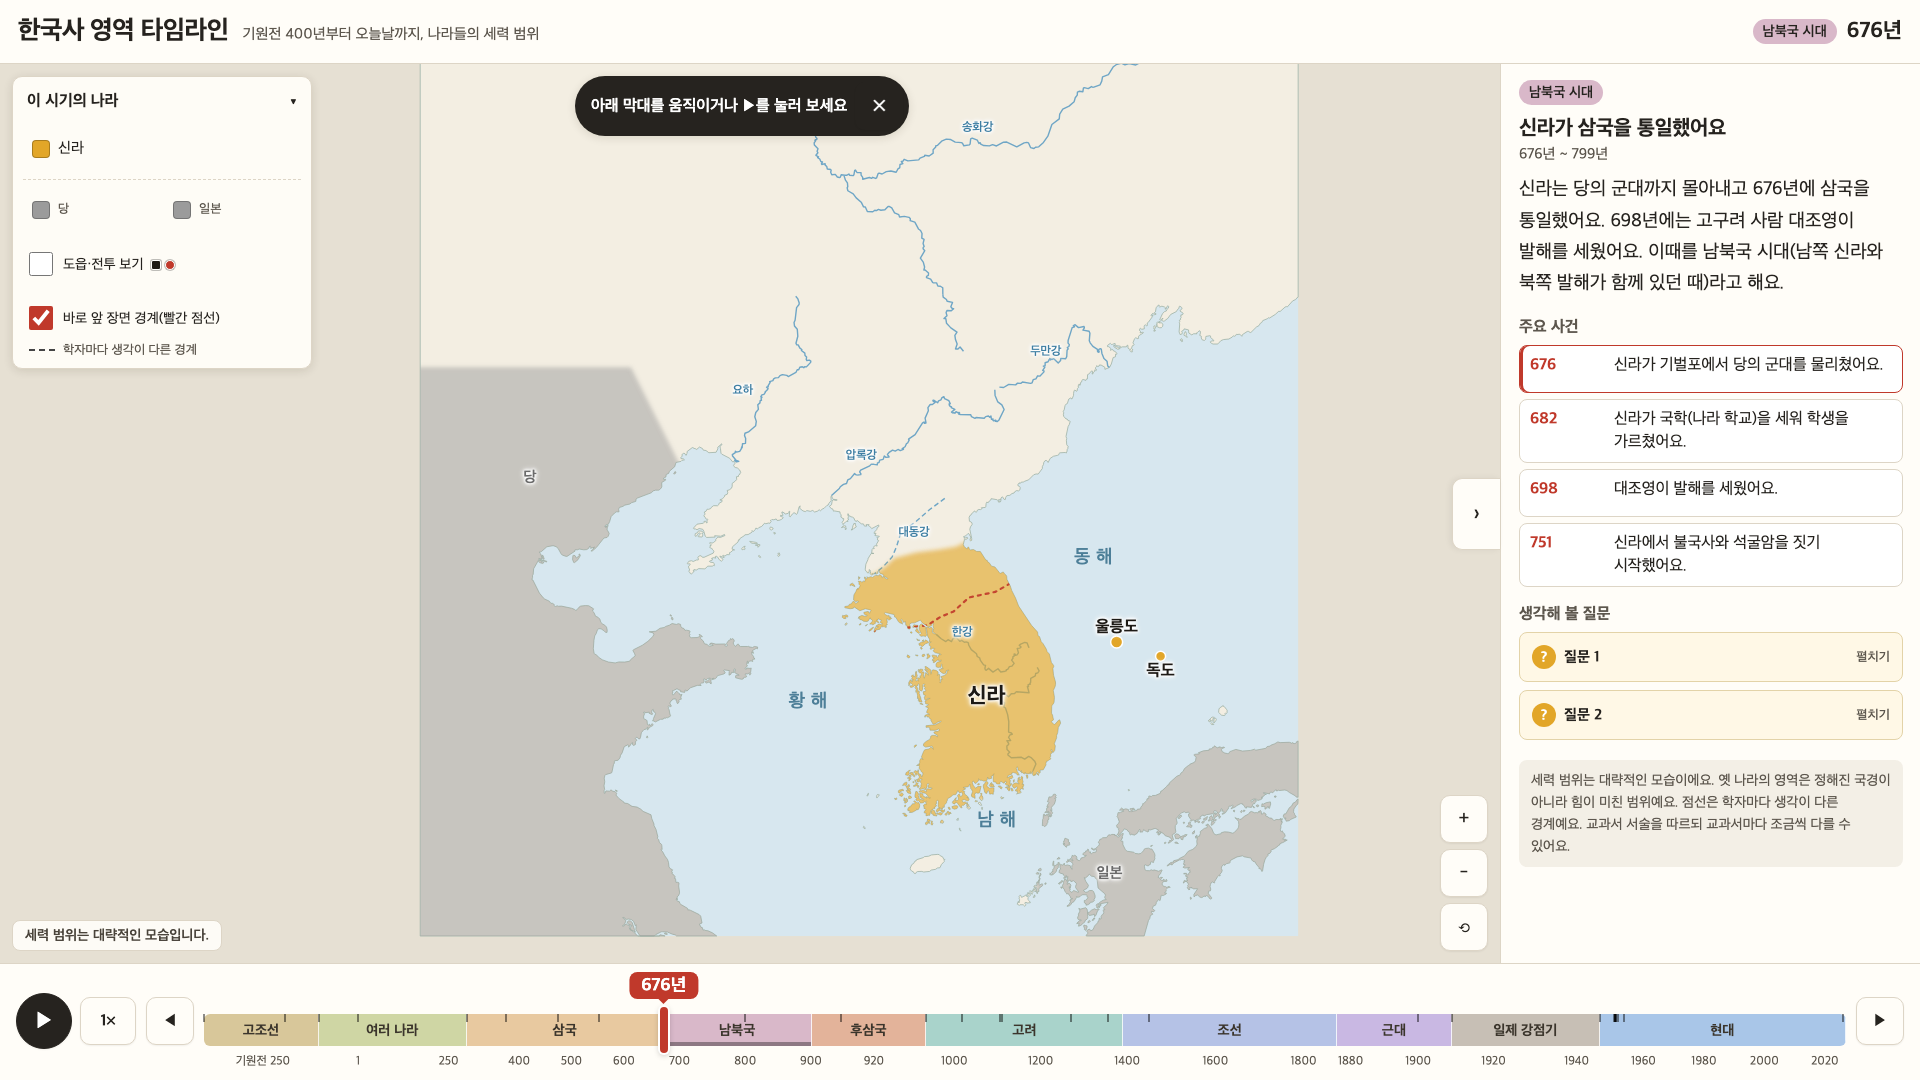 한국사 영역 타임라인
기원전 400년부터 오늘날까지, 나라들의 세력 범위
남북국 시대
676년
이 시기의 나라
▾
신라
당
일본
도읍·전투 보기
바로 앞 장면 경계(빨간 점선)
학자마다 생각이 다른 경계
아래 막대를 움직이거나 ▶를 눌러 보세요 ✕
송화강
두만강
요하
압록강
당
대동강
동 해
한강
울릉도
독도
신라
황 해
남 해
일본
세력 범위는 대략적인 모습입니다.
›
+
−
⟲
남북국 시대
신라가 삼국을 통일했어요
676년 ~ 799년
신라는 당의 군대까지 몰아내고 676년에 삼국을
통일했어요. 698년에는 고구려 사람 대조영이
발해를 세웠어요. 이때를 남북국 시대(남쪽 신라와
북쪽 발해가 함께 있던 때)라고 해요.
주요 사건
676 신라가 기벌포에서 당의 군대를 물리쳤어요.
682 신라가 국학(나라 학교)을 세워 학생을
가르쳤어요.
698 대조영이 발해를 세웠어요.
751 신라에서 불국사와 석굴암을 짓기
시작했어요.
생각해 볼 질문
? 질문 1 펼치기
? 질문 2 펼치기
세력 범위는 대략적인 모습이에요. 옛 나라의 영역은 정해진 국경이
아니라 힘이 미친 범위예요. 점선은 학자마다 생각이 다른
경계예요. 교과서 서술을 따르되 교과서마다 조금씩 다를 수
있어요.
676년
▶ 1× ◀
고조선 여러 나라 삼국 남북국 후삼국 고려 조선 근대 일제 강점기 현대
▶
기원전 250 1 250 400 500 600 700 800 900 920 1000 1200 1400 1600 1800 1880 1900 1920 1940 1960 1980 2000 2020